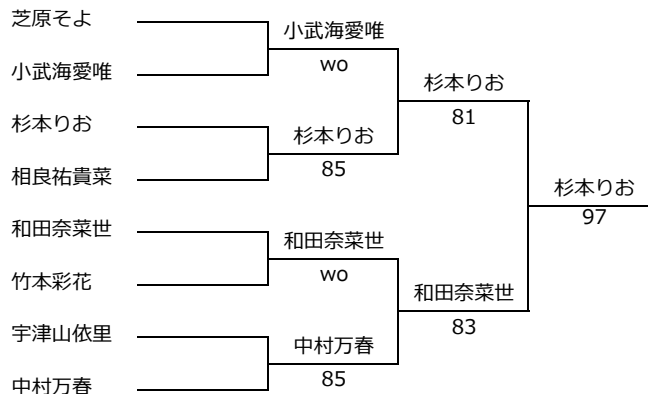 芝原そよ
小武海愛唯
杉本りお
相良祐貴菜
和田奈菜世
竹本彩花
宇津山依里
中村万春
小武海愛唯
wo
杉本りお
85
和田奈菜世
wo
中村万春
85
杉本りお
81
和田奈菜世
83
杉本りお
97